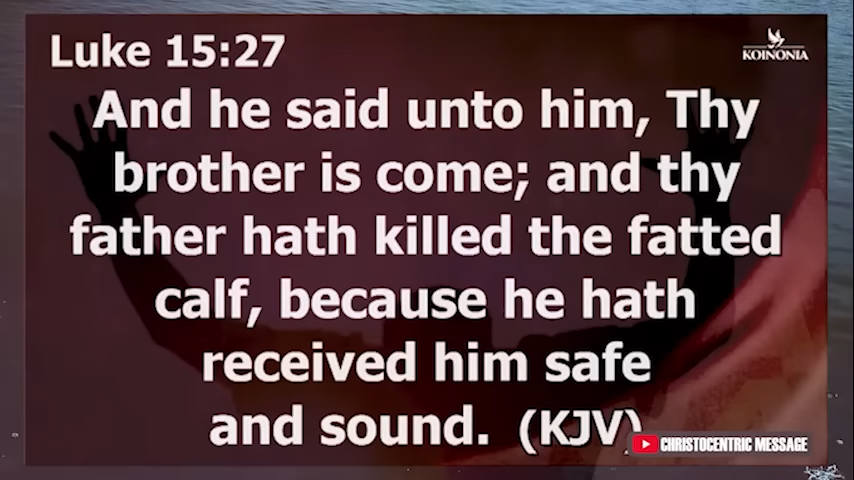 Luke 15:27
KOINONIA
And he said unto him, Thy
brother is come; and thy
father hath killed the fatted
calf, because he hath
received him safe
and sound. (KJV)
CHRISTOCENTRIC MESSAGE